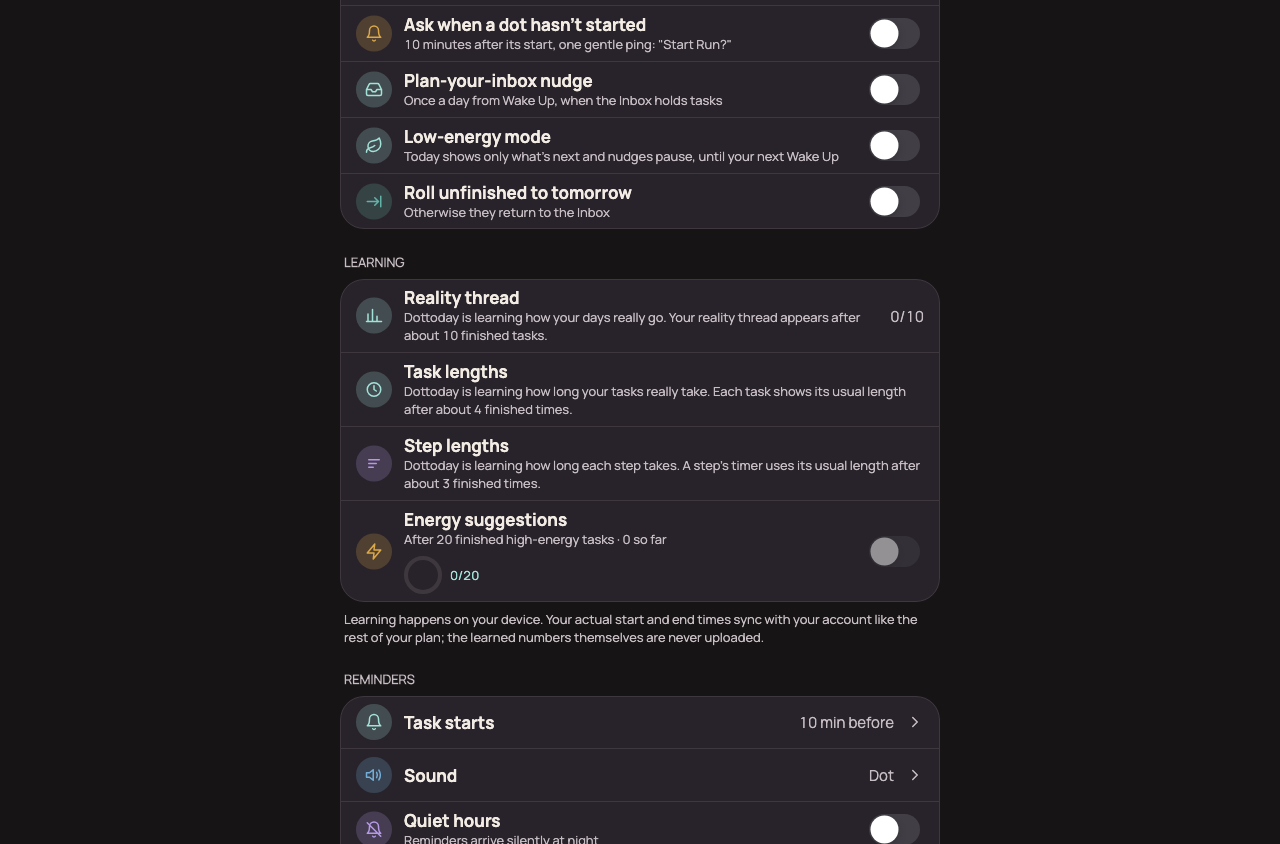 Ask when a dot hasn't started
10 minutes after its start, one gentle ping: "Start Run?"
Plan-your-inbox nudge
Once a day from Wake Up, when the Inbox holds tasks
Low-energy mode
Today shows only what's next and nudges pause, until your next Wake Up
Roll unfinished to tomorrow
Otherwise they return to the Inbox
LEARNING
Reality thread
Dottoday is learning how your days really go. Your reality thread appears after
about 10 finished tasks.
0/10
Task lengths
Dottoday is learning how long your tasks really take. Each task shows its usual length
after about 4 finished times.
Step lengths
Dottoday is learning how long each step takes. A step's timer uses its usual length after
about 3 finished times.
Energy suggestions
After 20 finished high-energy tasks · 0 so far
0/20
Learning happens on your device. Your actual start and end times sync with your account like the
rest of your plan; the learned numbers themselves are never uploaded.
REMINDERS
Task starts
10 min before
Sound
Dot
Quiet hours
Reminders arrive silently at night